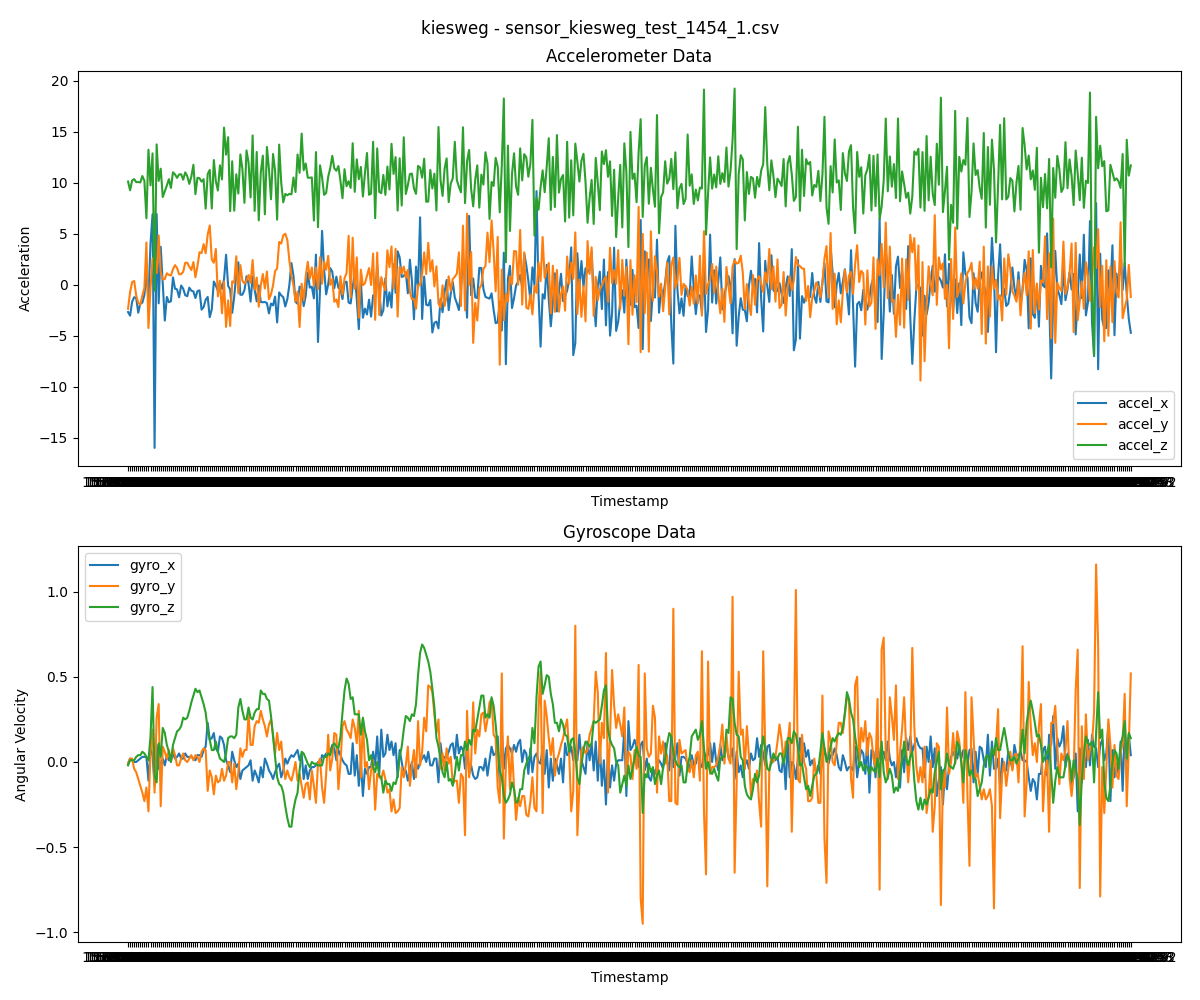 kiesweg - sensor_kiesweg_test_1454_1.csv
Accelerometer Data
20
15
10
5
0
−5
−10
−15
Acceleration
accel_x
accel_y
accel_z
Timestamp
Gyroscope Data
gyro_x
gyro_y
gyro_z
1.0
0.5
0.0
−0.5
−1.0
Angular Velocity
Timestamp